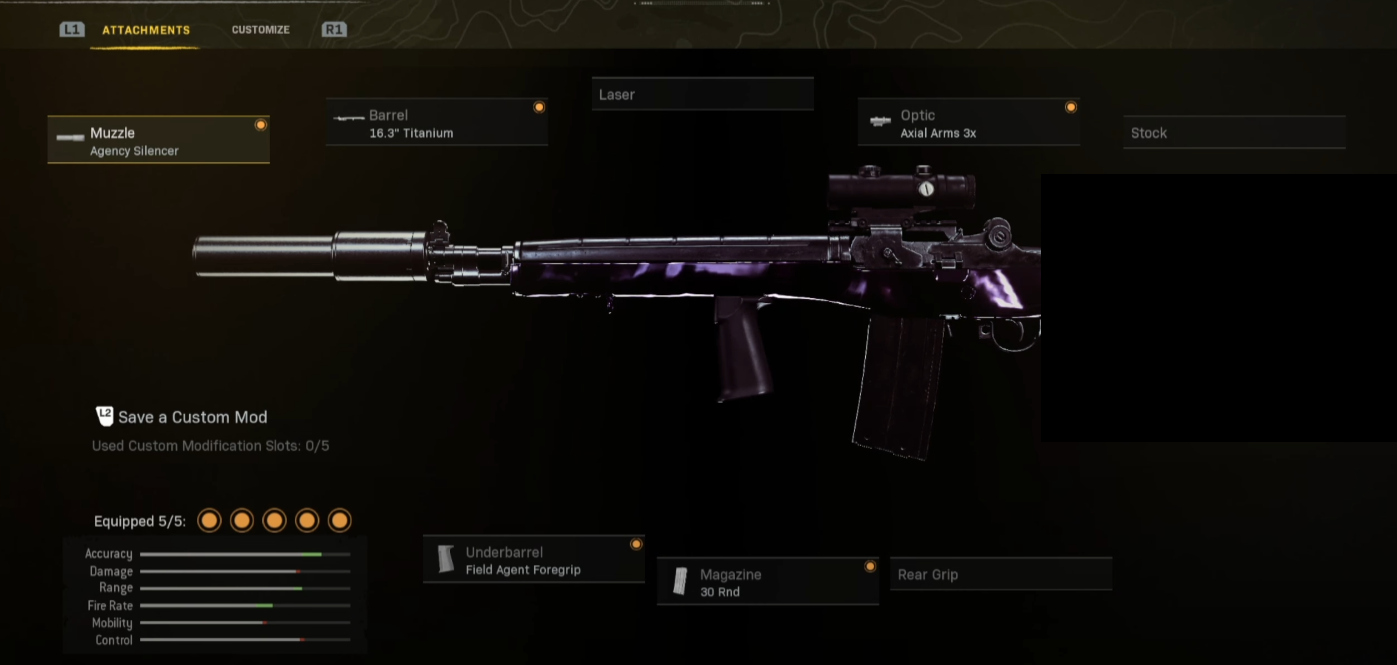 L1 ATTACHMENTS CUSTOMIZE R1
Laser
Barrel
16.3" Titanium
Optic
Axial Arms 3x
Muzzle
Agency Silencer
Stock
L2 Save a Custom Mod
Used Custom Modification Slots: 0/5
Equipped 5/5:
Accuracy
Damage
Range
Fire Rate
Mobility
Control
Underbarrel
Field Agent Foregrip
Magazine
30 Rnd
Rear Grip